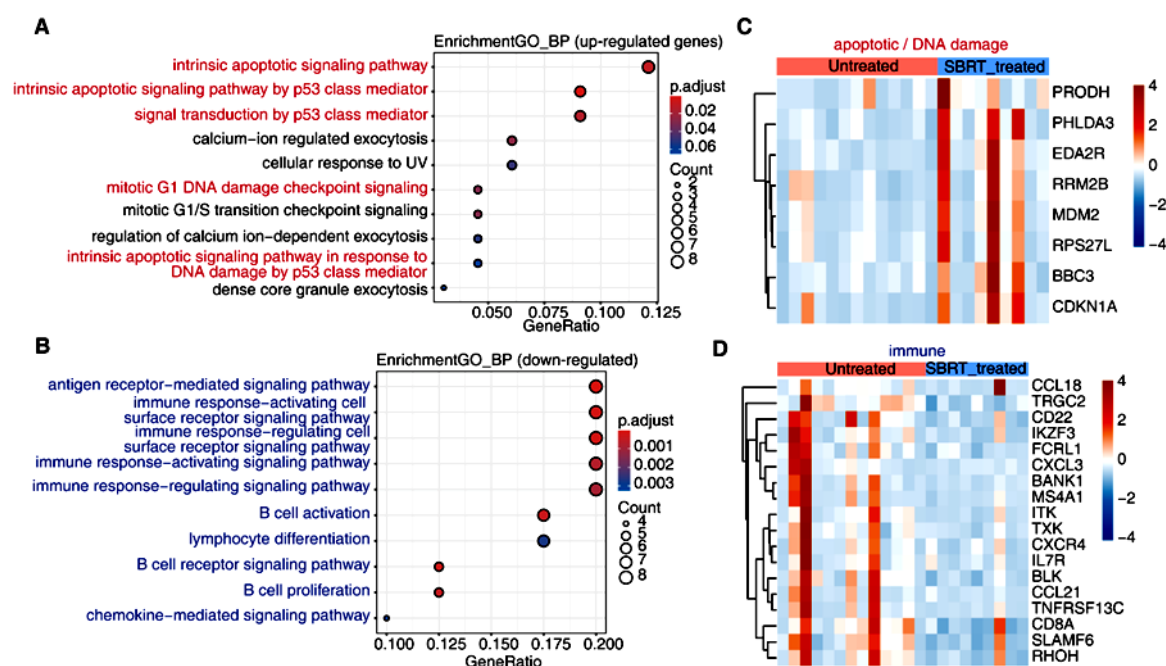 A
EnrichmentGO_BP (up-regulated genes)
intrinsic apoptotic signaling pathway
intrinsic apoptotic signaling pathway by p53 class mediator
signal transduction by p53 class mediator
calcium-ion regulated exocytosis
cellular response to UV
mitotic G1 DNA damage checkpoint signaling
mitotic G1/S transition checkpoint signaling
regulation of calcium ion-dependent exocytosis
intrinsic apoptotic signaling pathway in response to
DNA damage by p53 class mediator
dense core granule exocytosis
0.050 0.075 0.100 0.125
GeneRatio
p.adjust
0.02
0.04
0.06
Count
2
3
4
5
6
7
8
B
EnrichmentGO_BP (down-regulated)
antigen receptor-mediated signaling pathway
immune response-activating cell
surface receptor signaling pathway
immune response-regulating cell
surface receptor signaling pathway
immune response-activating signaling pathway
immune response-regulating signaling pathway
B cell activation
lymphocyte differentiation
B cell receptor signaling pathway
B cell proliferation
chemokine-mediated signaling pathway
0.100 0.125 0.150 0.175 0.200
GeneRatio
p.adjust
0.001
0.002
0.003
Count
4
5
6
7
8
C
apoptotic / DNA damage
Untreated SBRT_treated
PRODH
PHLDA3
EDA2R
RRM2B
MDM2
RPS27L
BBC3
CDKN1A
4
2
0
−2
−4
D
immune
Untreated SBRT_treated
CCL18
TRGC2
CD22
IKZF3
FCRL1
CXCL3
BANK1
MS4A1
ITK
TXK
CXCR4
IL7R
BLK
CCL21
TNFRSF13C
CD8A
SLAMF6
RHOH
4
2
0
−2
−4